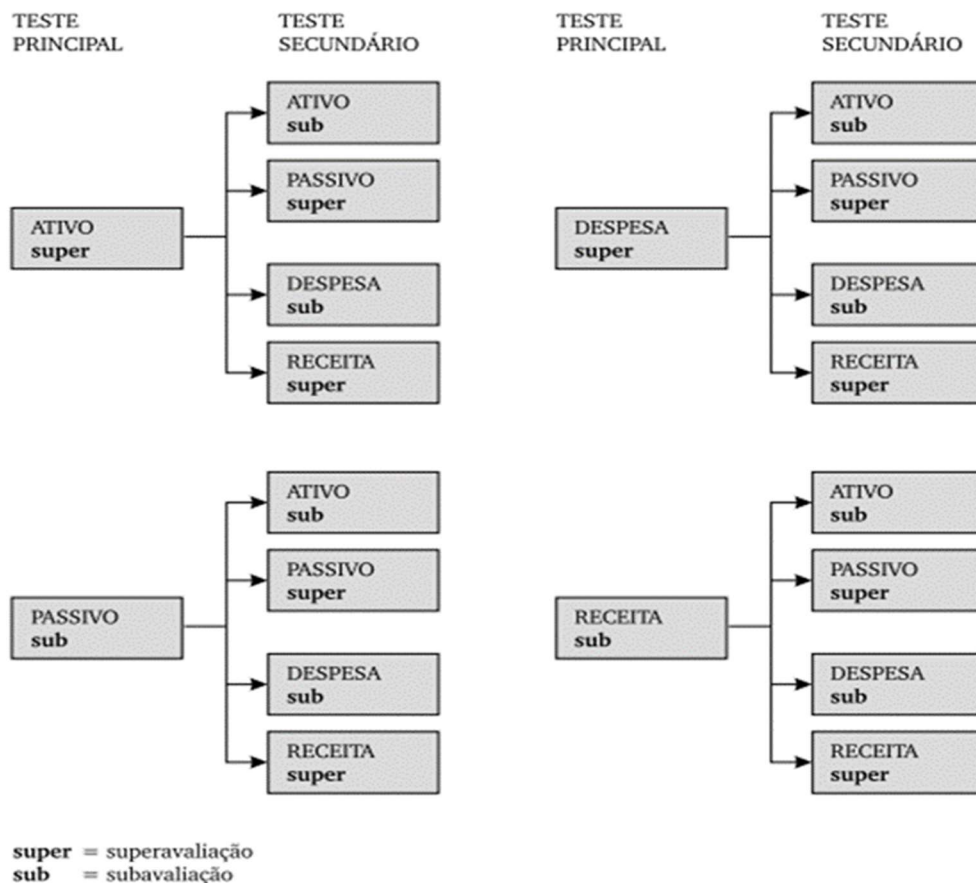 TESTE
PRINCIPAL
TESTE
SECUNDÁRIO
ATIVO
super
ATIVO
sub
PASSIVO
super
DESPESA
sub
RECEITA
super
TESTE
PRINCIPAL
TESTE
SECUNDÁRIO
DESPESA
super
ATIVO
sub
PASSIVO
super
DESPESA
sub
RECEITA
super
PASSIVO
sub
ATIVO
sub
PASSIVO
super
DESPESA
sub
RECEITA
super
RECEITA
sub
ATIVO
sub
PASSIVO
super
DESPESA
sub
RECEITA
super
super = superavaliação
sub = subavaliação